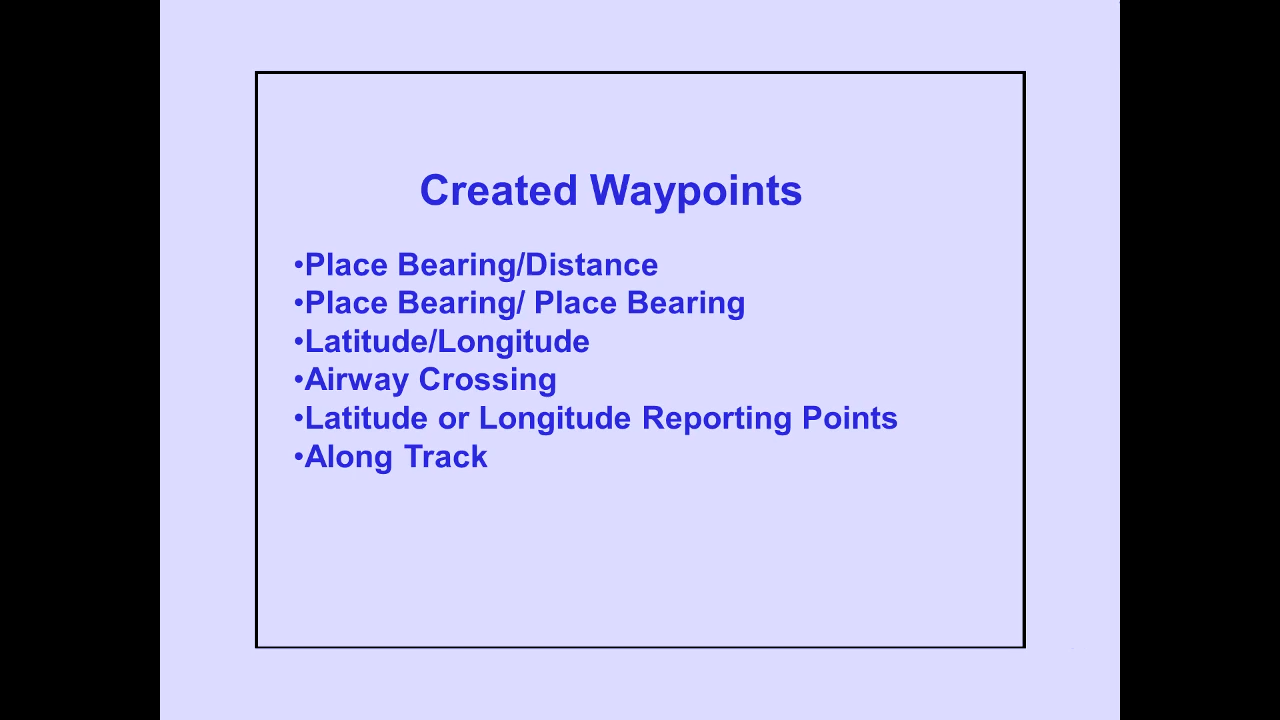 Created Waypoints
•Place Bearing/Distance
•Place Bearing/ Place Bearing
•Latitude/Longitude
•Airway Crossing
•Latitude or Longitude Reporting Points
•Along Track